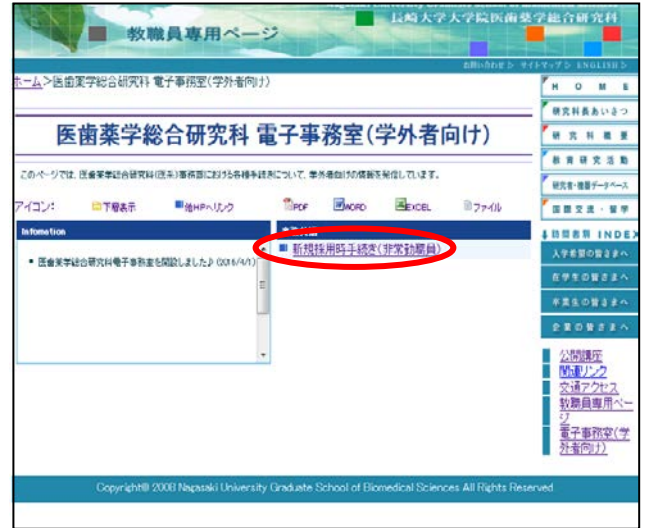 教職員専用ページ
長崎大学大学院医歯薬学総合研究科
お問い合わせ ▷ サイトマップ ▷ ENGLISH ▷
ホーム>医歯薬学総合研究科 電子事務室(学外者向け)
医歯薬学総合研究科 電子事務室(学外者向け)
このページでは、医歯薬学総合研究科(医系)事務部における各種手続きについて、学外者向けの情報を発信しています。
アイコン:
下層表示
他HPへリンク
PDF
WORD
EXCEL
ファイル
Infomation
医歯薬学総合研究科電子事務室を開設しました♪ (2016/4/1)
新規採用時手続き(非常勤職員)
H O M E
研究科長あいさつ
研究科概要
教育研究活動
研究者・業績データベース
国際交流・留学
訪問者別 INDEX
入学希望の皆さまへ
在学生の皆さまへ
卒業生の皆さまへ
企業の皆さまへ
公開講座
関連リンク
交通アクセス
教職員専用ペー
ジ
電子事務室(学
外者向け)
Copyright© 2008 Nagasaki University Graduate School of Biomedical Sciences All Rights Reserved.